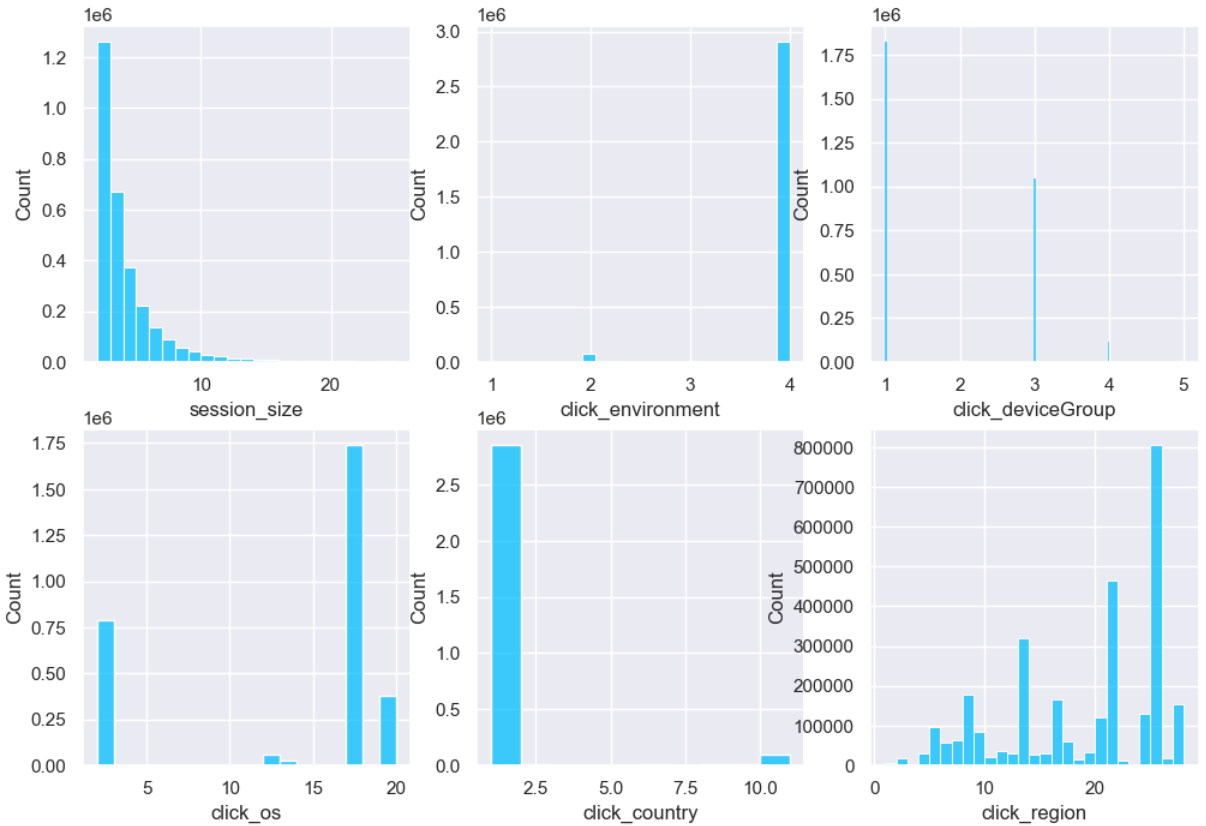 1e6
1.2
1.0
0.8
0.6
0.4
0.2
0.0
Count
10 20
session_size
1e6
3.0
2.5
2.0
1.5
1.0
0.5
0.0
Count
1 2 3 4
click_environment
1e6
1.75
1.50
1.25
1.00
0.75
0.50
0.25
0.00
Count
1 2 3 4 5
click_deviceGroup
1e6
1.75
1.50
1.25
1.00
0.75
0.50
0.25
0.00
Count
5 10 15 20
click_os
1e6
2.5
2.0
1.5
1.0
0.5
0.0
Count
2.5 5.0 7.5 10.0
click_country
800000
700000
600000
500000
400000
300000
200000
100000
0
Count
0 10 20
click_region